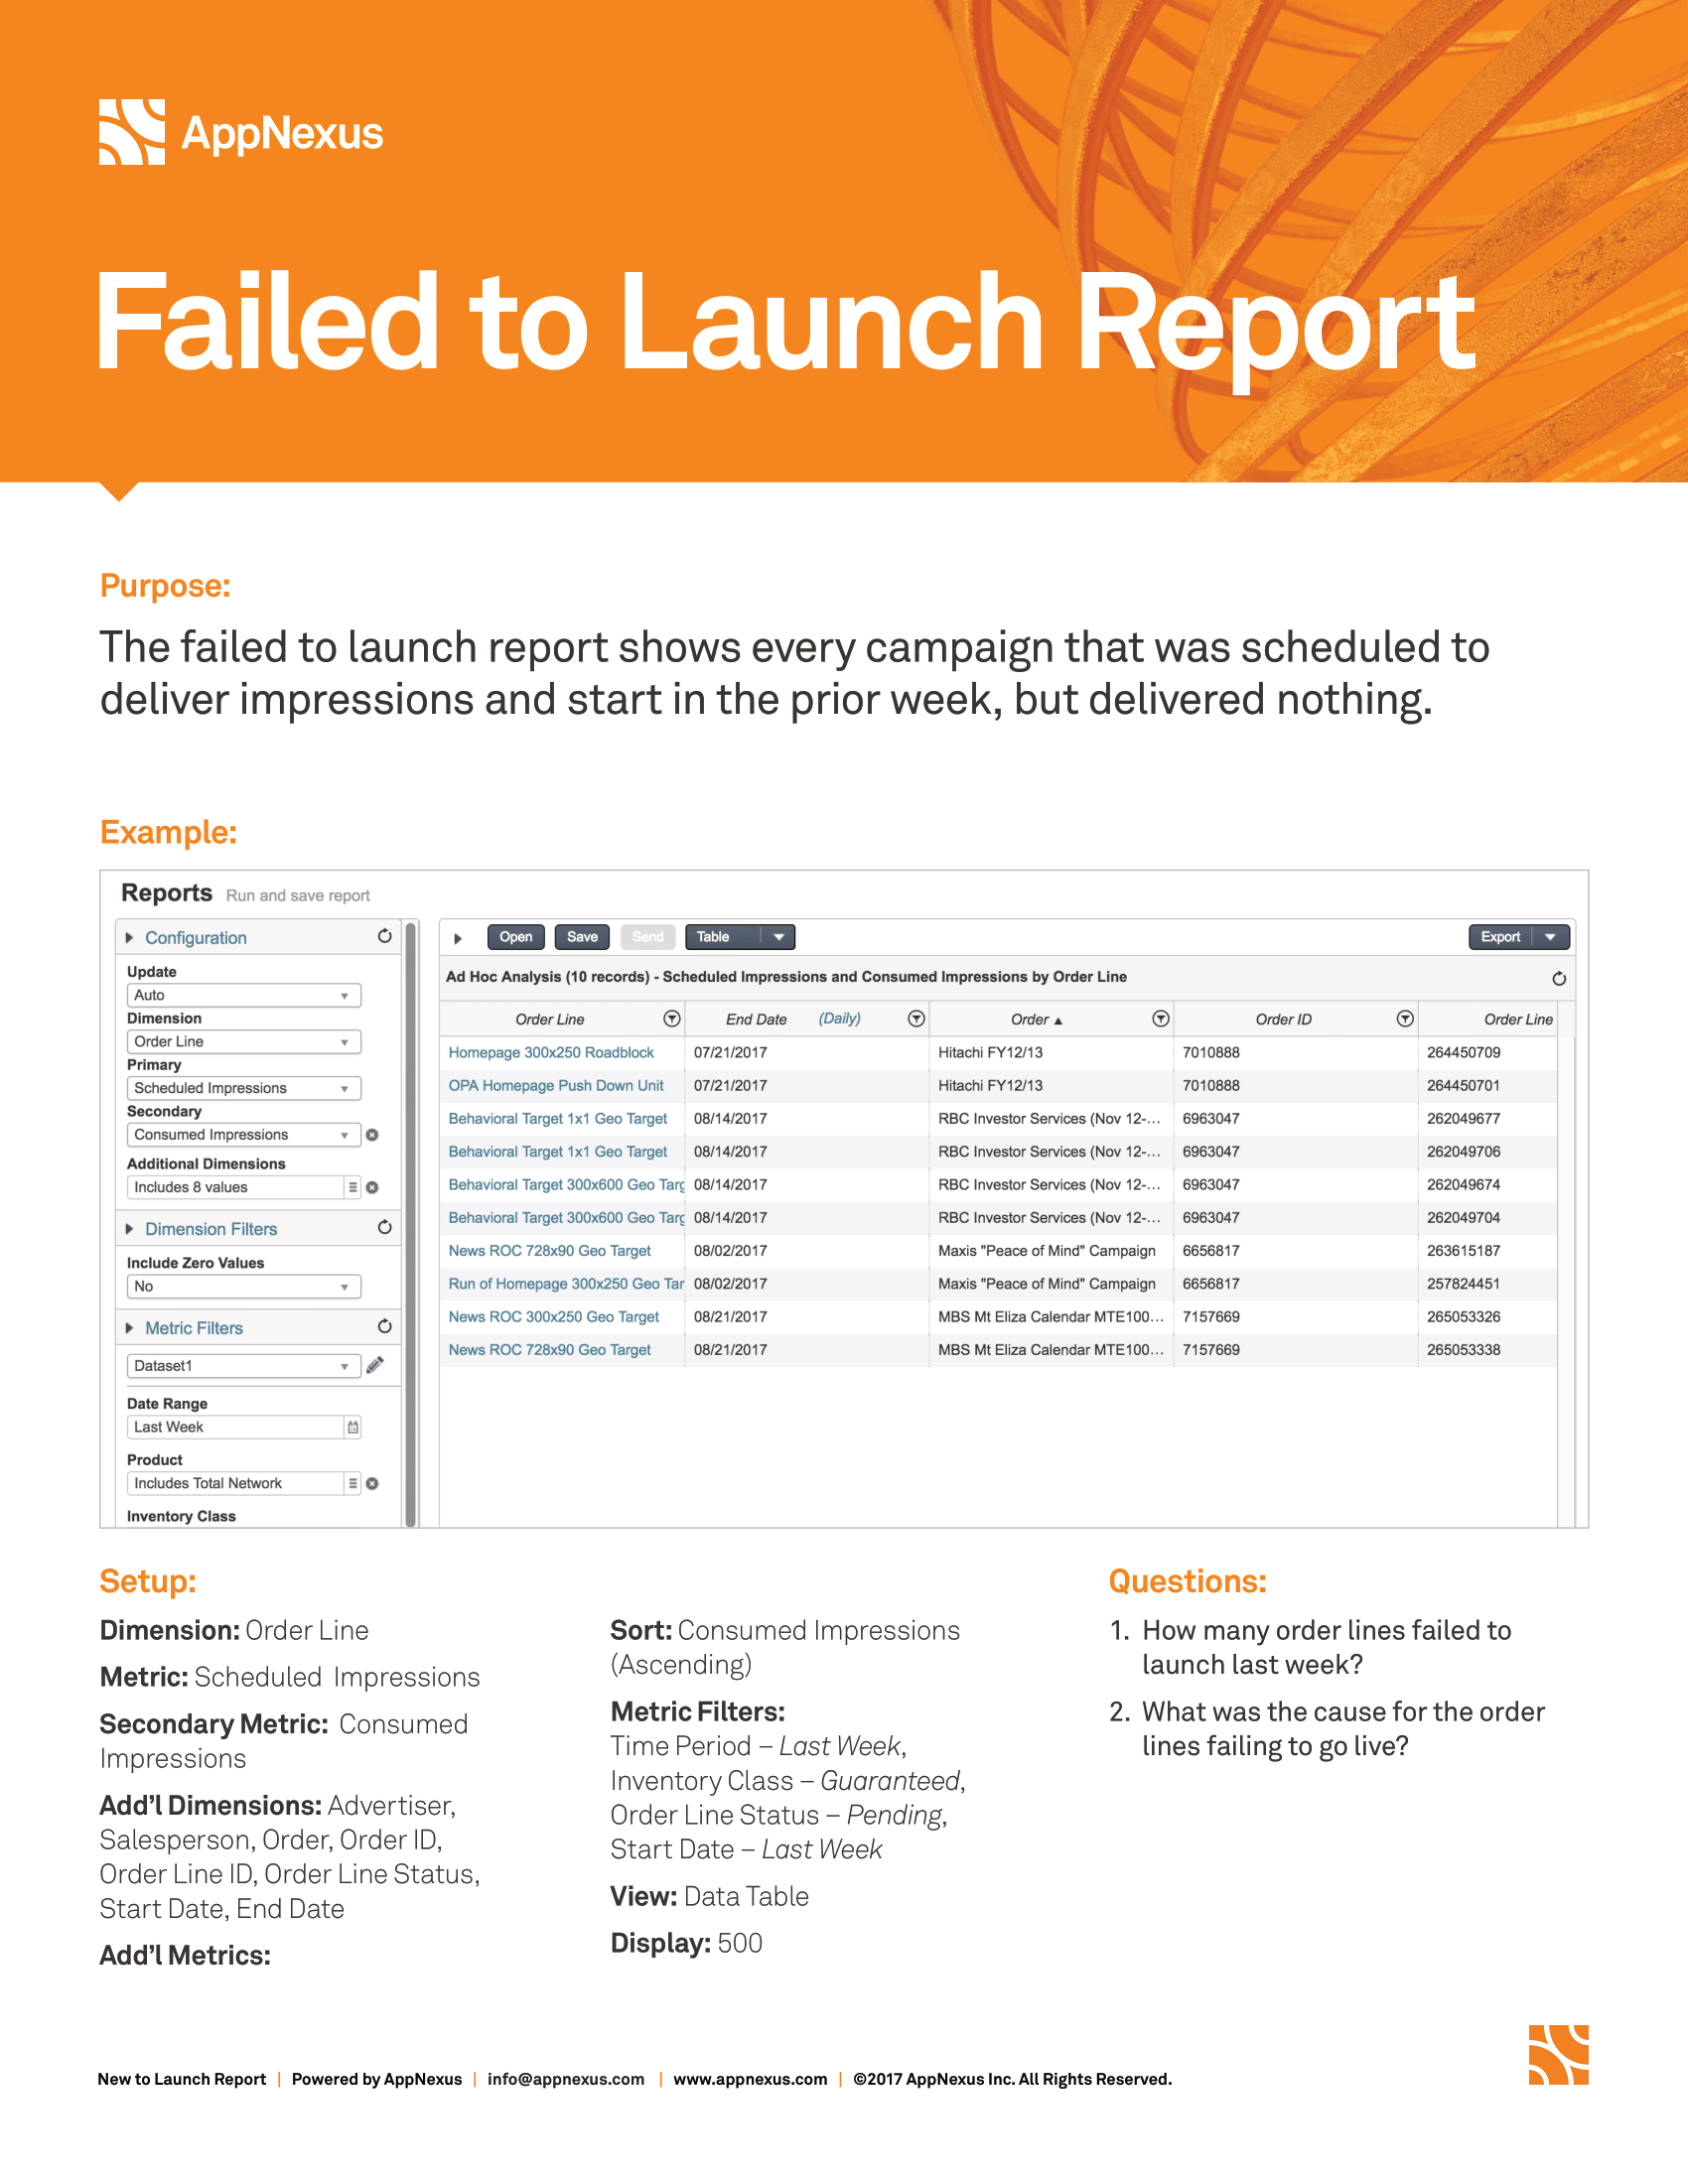 AppNexus
Failed to Launch Report
Purpose:
The failed to launch report shows every campaign that was scheduled to
deliver impressions and start in the prior week, but delivered nothing.
Example:
Reports Run and save report
Configuration
Update
Auto
Dimension
Order Line
Primary
Scheduled Impressions
Secondary
Consumed Impressions
Additional Dimensions
Includes 8 values
Dimension Filters
Include Zero Values
No
Metric Filters
Dataset1
Date Range
Last Week
Product
Includes Total Network
Inventory Class
Open Save Send Table Export
Ad Hoc Analysis (10 records) - Scheduled Impressions and Consumed Impressions by Order Line
Order Line End Date (Daily) Order ▲ Order ID Order Line
Homepage 300x250 Roadblock 07/21/2017 Hitachi FY12/13 7010888 264450709
OPA Homepage Push Down Unit 07/21/2017 Hitachi FY12/13 7010888 264450701
Behavioral Target 1x1 Geo Target 08/14/2017 RBC Investor Services (Nov 12-... 6963047 262049677
Behavioral Target 1x1 Geo Target 08/14/2017 RBC Investor Services (Nov 12-... 6963047 262049706
Behavioral Target 300x600 Geo Targ 08/14/2017 RBC Investor Services (Nov 12-... 6963047 262049674
Behavioral Target 300x600 Geo Targ 08/14/2017 RBC Investor Services (Nov 12-... 6963047 262049704
News ROC 728x90 Geo Target 08/02/2017 Maxis "Peace of Mind" Campaign 6656817 263615187
Run of Homepage 300x250 Geo Tar 08/02/2017 Maxis "Peace of Mind" Campaign 6656817 257824451
News ROC 300x250 Geo Target 08/21/2017 MBS Mt Eliza Calendar MTE100... 7157669 265053326
News ROC 728x90 Geo Target 08/21/2017 MBS Mt Eliza Calendar MTE100... 7157669 265053338
Setup:
Dimension: Order Line
Metric: Scheduled Impressions
Secondary Metric: Consumed
Impressions
Add'l Dimensions: Advertiser,
Salesperson, Order, Order ID,
Order Line ID, Order Line Status,
Start Date, End Date
Add'l Metrics:
Sort: Consumed Impressions
(Ascending)
Metric Filters:
Time Period – Last Week,
Inventory Class – Guaranteed,
Order Line Status – Pending,
Start Date – Last Week
View: Data Table
Display: 500
Questions:
1. How many order lines failed to
launch last week?
2. What was the cause for the order
lines failing to go live?
New to Launch Report | Powered by AppNexus | info@appnexus.com | www.appnexus.com | ©2017 AppNexus Inc. All Rights Reserved.